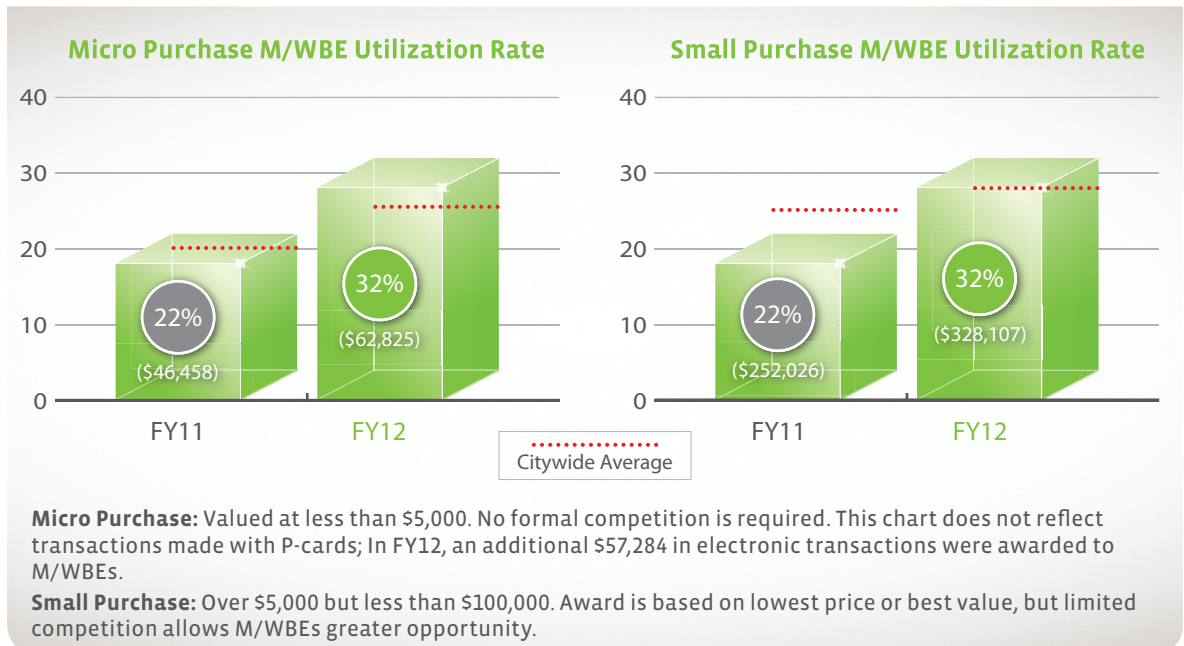 Micro Purchase M/WBE Utilization Rate
40
30
20
10
0
22%
($46,458)
32%
($62,825)
FY11
FY12
Small Purchase M/WBE Utilization Rate
40
30
20
10
0
22%
($252,026)
32%
($328,107)
FY11
FY12
Citywide Average
Micro Purchase: Valued at less than $5,000. No formal competition is required. This chart does not reflect
transactions made with P-cards; In FY12, an additional $57,284 in electronic transactions were awarded to
M/WBEs.
Small Purchase: Over $5,000 but less than $100,000. Award is based on lowest price or best value, but limited
competition allows M/WBEs greater opportunity.